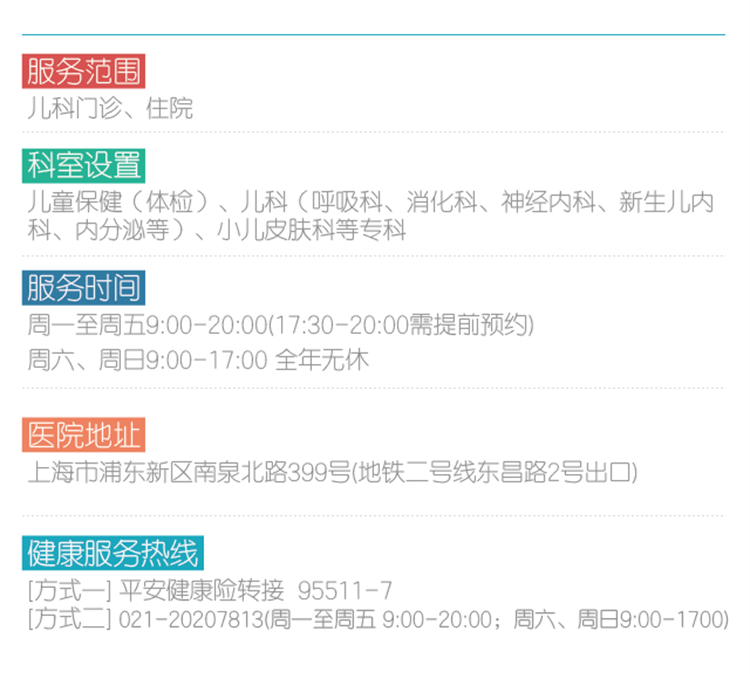 服务范围
儿科门诊、住院
科室设置
儿童保健（体检）、儿科（呼吸科、消化科、神经内科、新生儿内
科、内分泌等）、小儿皮肤科等专科
服务时间
周一至周五9:00-20:00(17:30-20:00需提前预约)
周六、周日9:00-17:00 全年无休
医院地址
上海市浦东新区南泉北路399号(地铁二号线东昌路2号出口)
健康服务热线
[方式一] 平安健康险转接 95511-7
[方式二] 021-20207813(周一至周五 9:00-20:00；周六、周日9:00-1700)